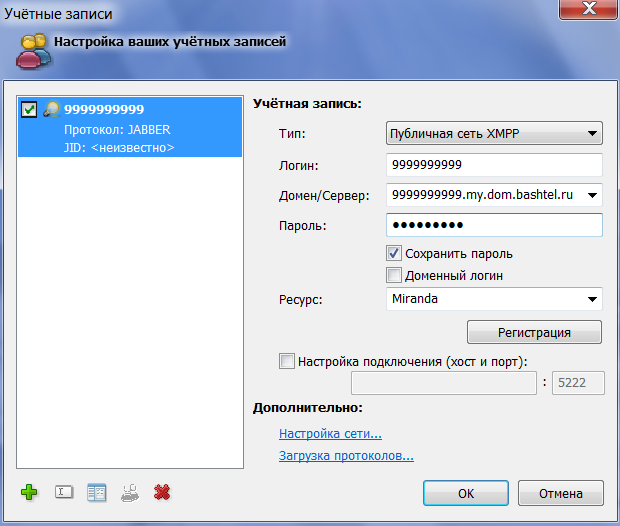 Учётные записи
Настройка ваших учётных записей
9999999999
Протокол: JABBER
JID: <неизвестно>
Учётная запись:
Тип: Публичная сеть XMPP
Логин: 9999999999
Домен/Сервер: 9999999999.my.dom.bashtel.ru
Пароль: ●●●●●●●●●
Сохранить пароль
Доменный логин
Ресурс: Miranda
Регистрация
Настройка подключения (хост и порт):
: 5222
Дополнительно:
Настройка сети...
Загрузка протоколов...
OK Отмена